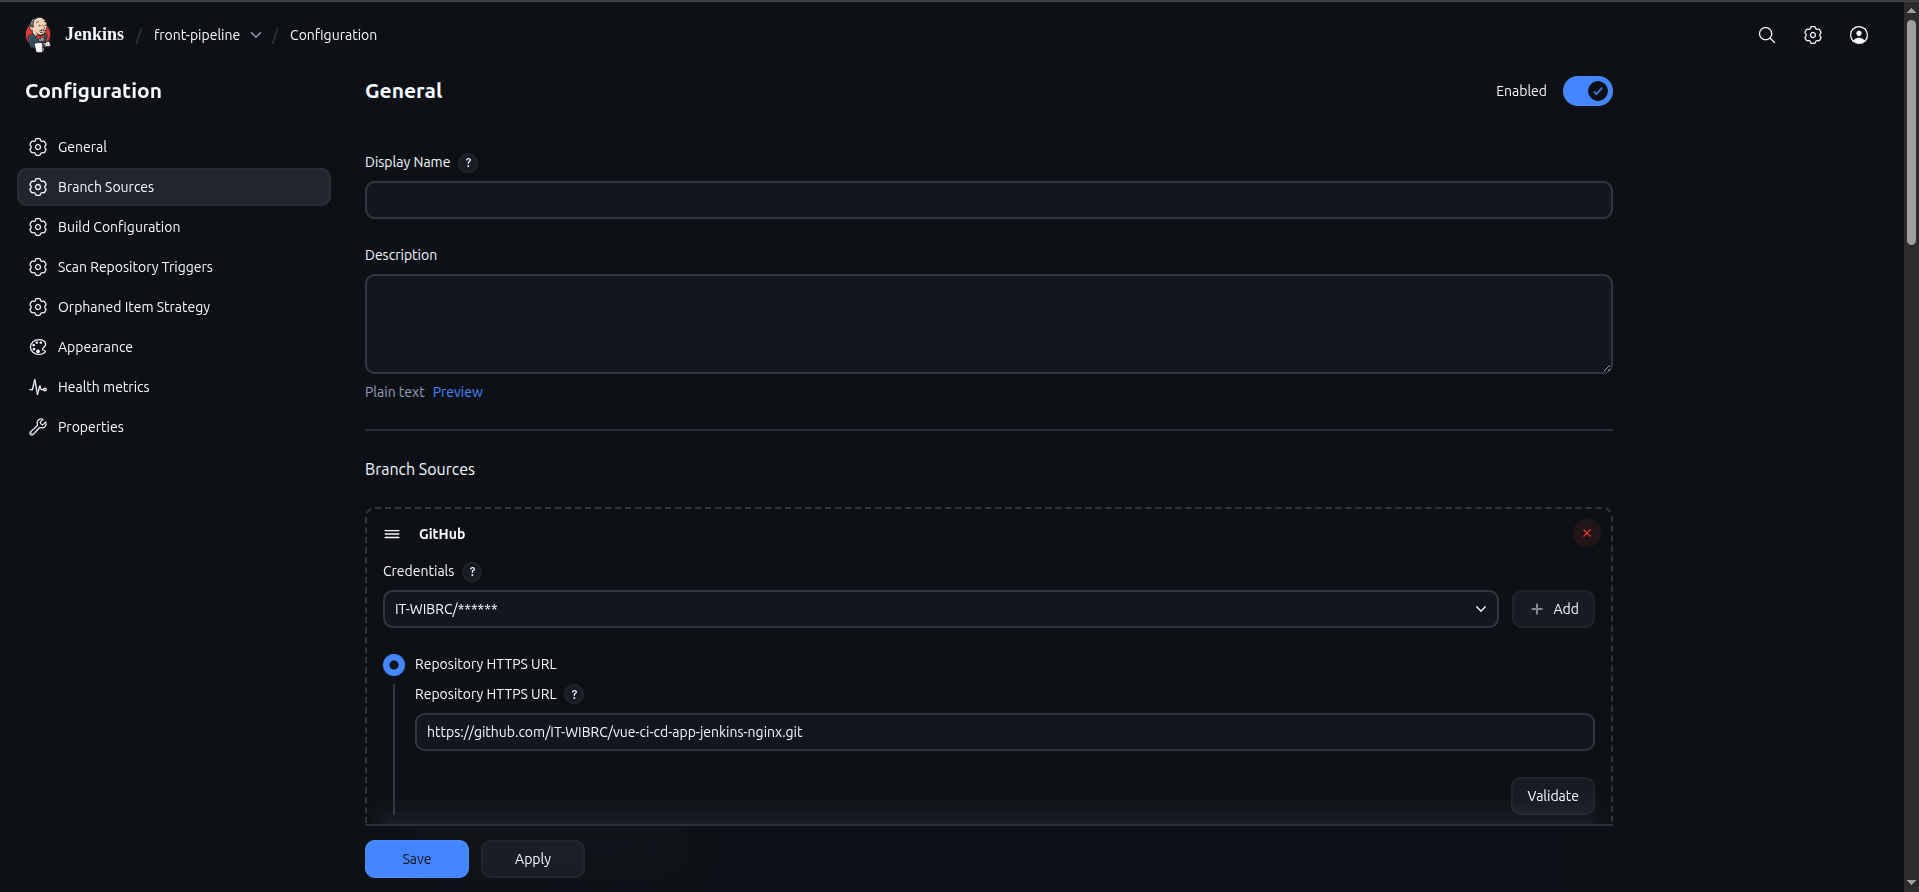 Jenkins / front-pipeline / Configuration
Configuration
General
Branch Sources
Build Configuration
Scan Repository Triggers
Orphaned Item Strategy
Appearance
Health metrics
Properties
General
Enabled
Display Name ?
Description
Plain text Preview
Branch Sources
GitHub
Credentials ?
IT-WIBRC/******
+ Add
Repository HTTPS URL
Repository HTTPS URL ?
https://github.com/IT-WIBRC/vue-ci-cd-app-jenkins-nginx.git
Validate
Save Apply